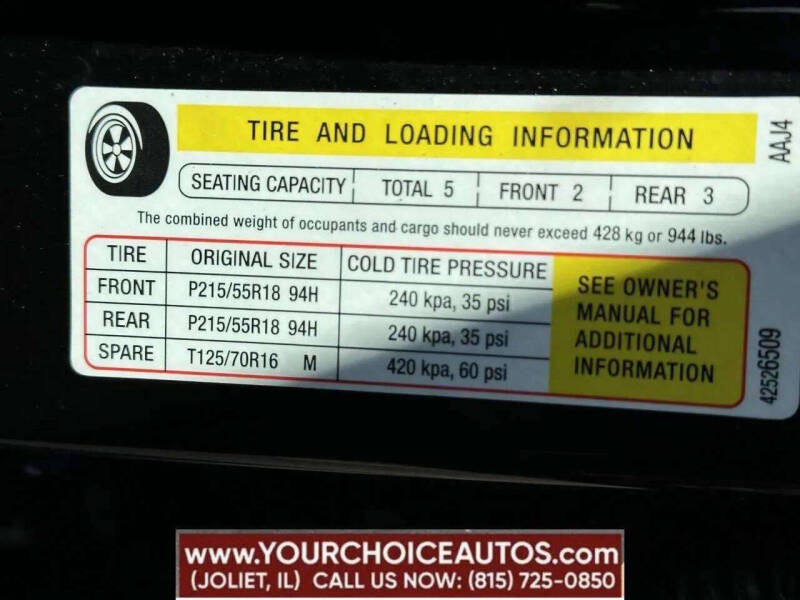 TIRE AND LOADING INFORMATION
AAJ4
SEATING CAPACITY TOTAL 5 FRONT 2 REAR 3
The combined weight of occupants and cargo should never exceed 428 kg or 944 lbs.
TIRE ORIGINAL SIZE COLD TIRE PRESSURE
FRONT P215/55R18 94H 240 kpa, 35 psi
REAR P215/55R18 94H 240 kpa, 35 psi
SPARE T125/70R16 M 420 kpa, 60 psi
SEE OWNER'S
MANUAL FOR
ADDITIONAL
INFORMATION
42526509
www.YOURCHOICEAUTOS.com
(JOLIET, IL) CALL US NOW: (815) 725-0850